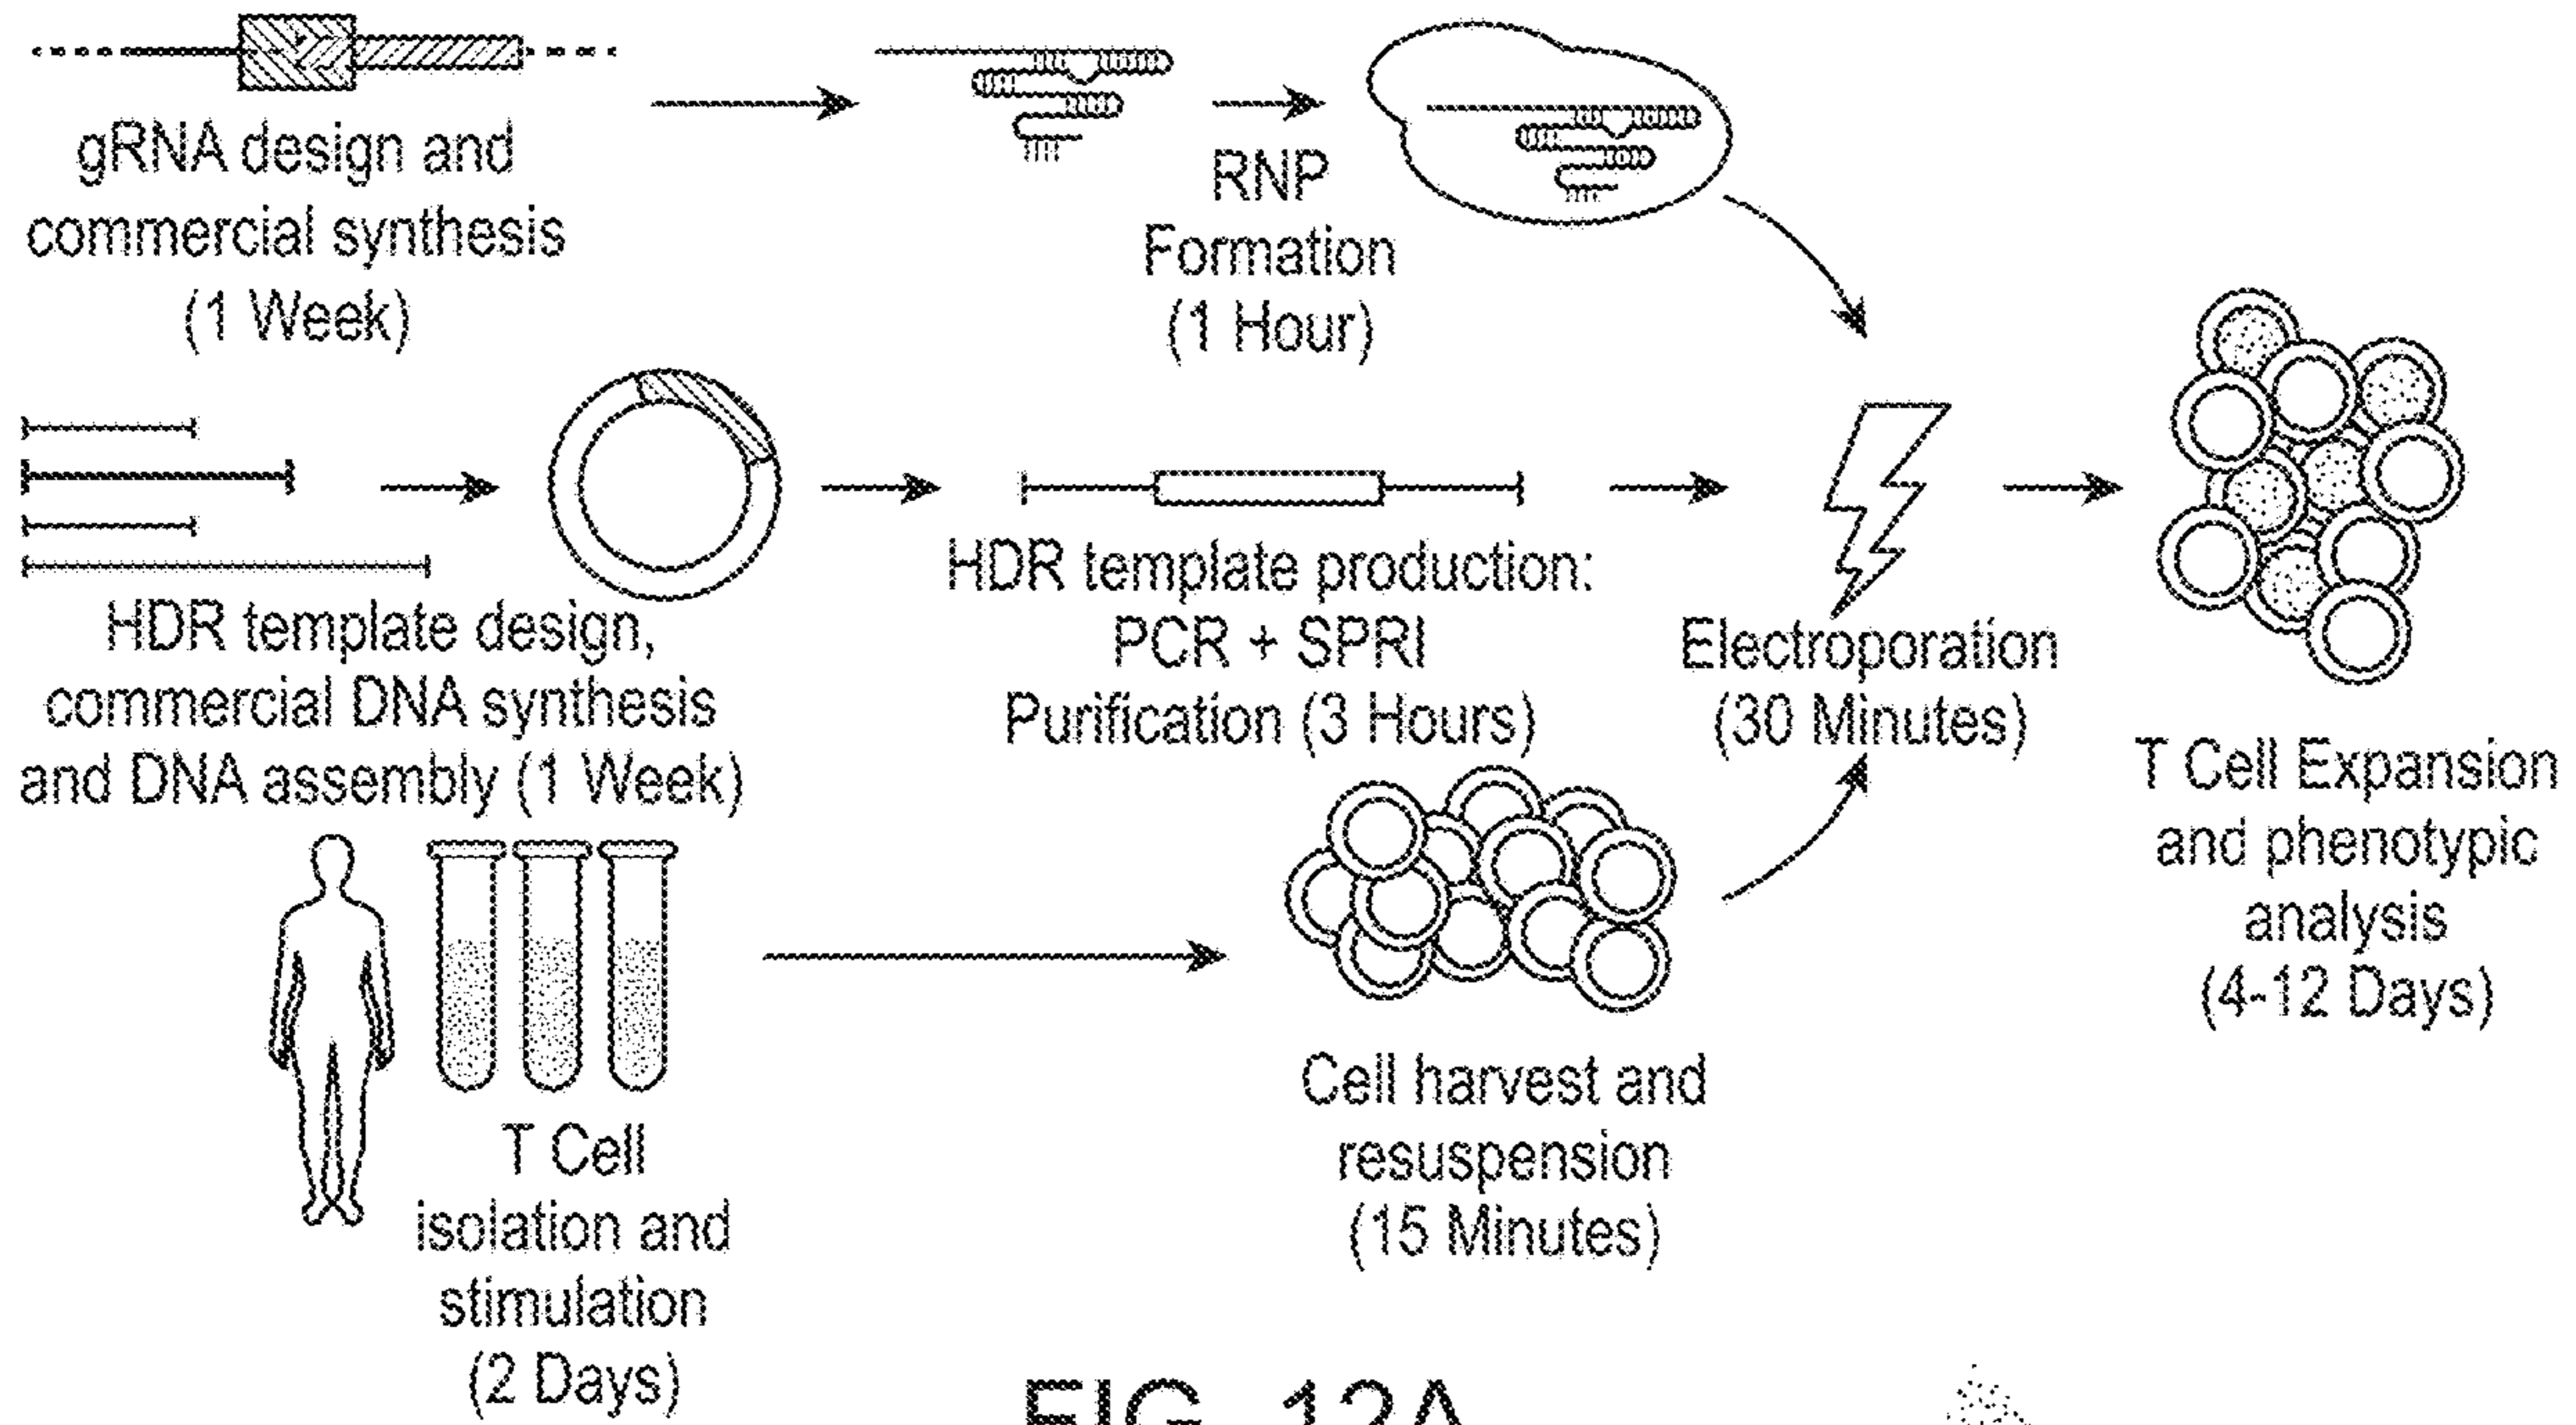 gRNA design and
commercial synthesis
(1 Week)
RNP
Formation
(1 Hour)
HDR template design,
commercial DNA synthesis
and DNA assembly (1 Week)
HDR template production:
PCR + SPRI
Purification (3 Hours)
Electroporation
(30 Minutes)
T Cell Expansion
and phenotypic
analysis
(4-12 Days)
T Cell
isolation and
stimulation
(2 Days)
Cell harvest and
resuspension
(15 Minutes)
FIG. 12A